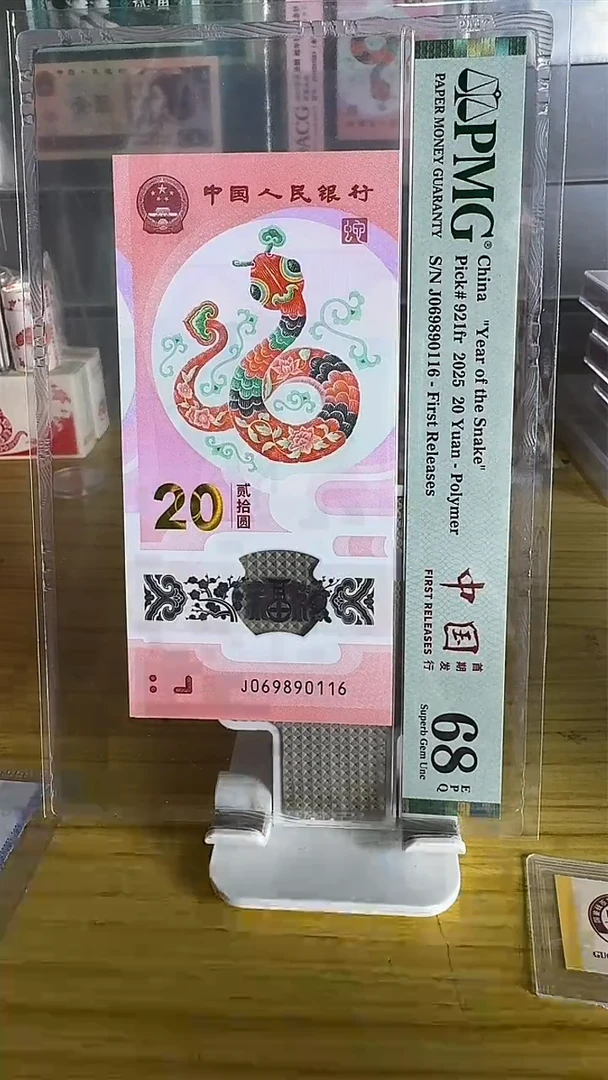 中国人民银行
蛇
20
贰拾圆
J069890116
PMG®
PAPER MONEY GUARANTY
China "Year of the Snake"
Pick# 921fr 2025 20 Yuan - Polymer
S/N J069890116 - First Releases
中国
首期发行
FIRST RELEASES
68 EPQ
Superb Gem Unc
ACG